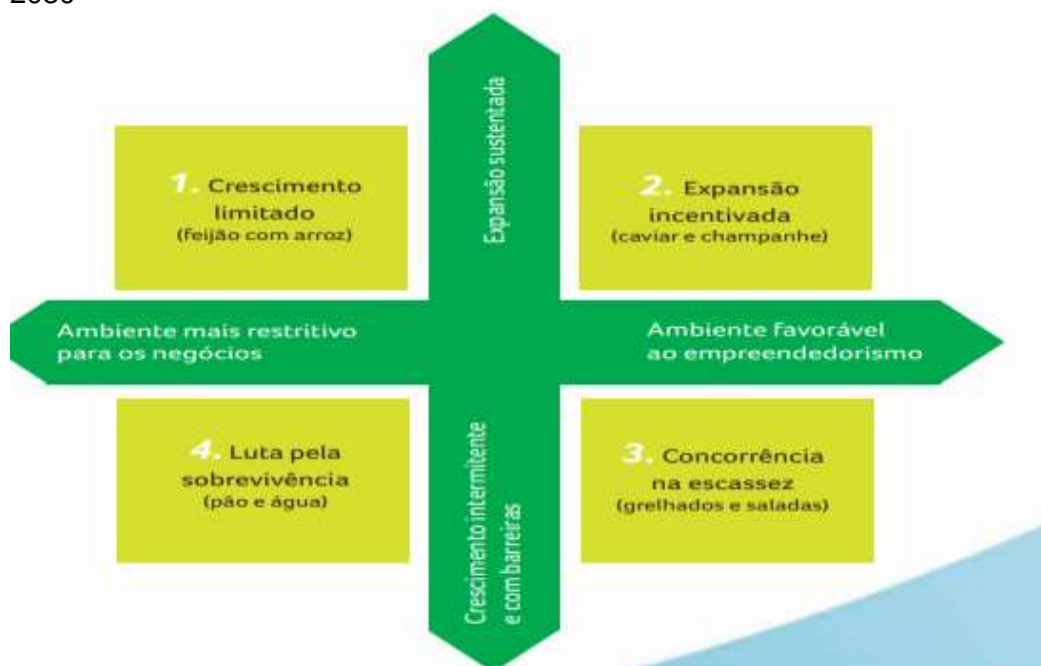 Expansão sustentada
1. Crescimento
limitado
(feijão com arroz)
2. Expansão
incentivada
(caviar e champanhe)
Ambiente mais restritivo
para os negócios
Ambiente favorável
ao empreendedorismo
4. Luta pela
sobrevivência
(pão e água)
3. Concorrência
na escassez
(grelhados e saladas)
Crescimento intermitente
e com barreiras